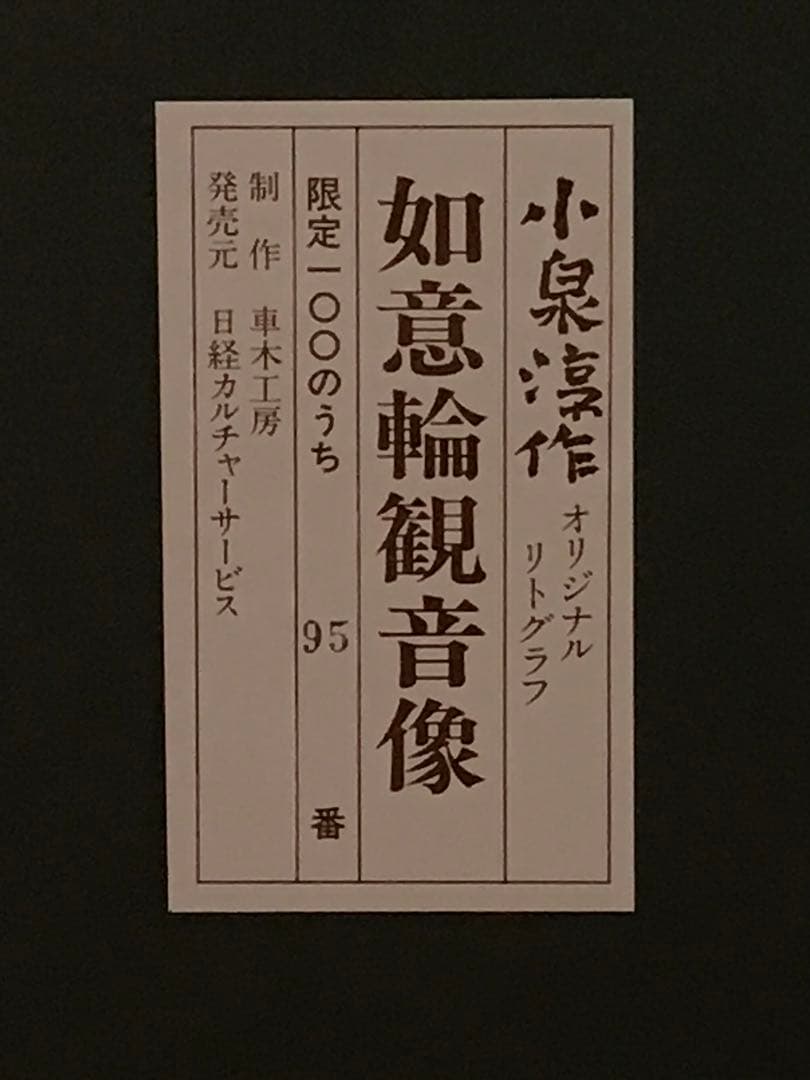 小泉淳作
オリジナル
リトグラフ
如意輪観音像
限定一〇〇のうち 95 番
制作 車木工房
発売元 日経カルチャーサービス